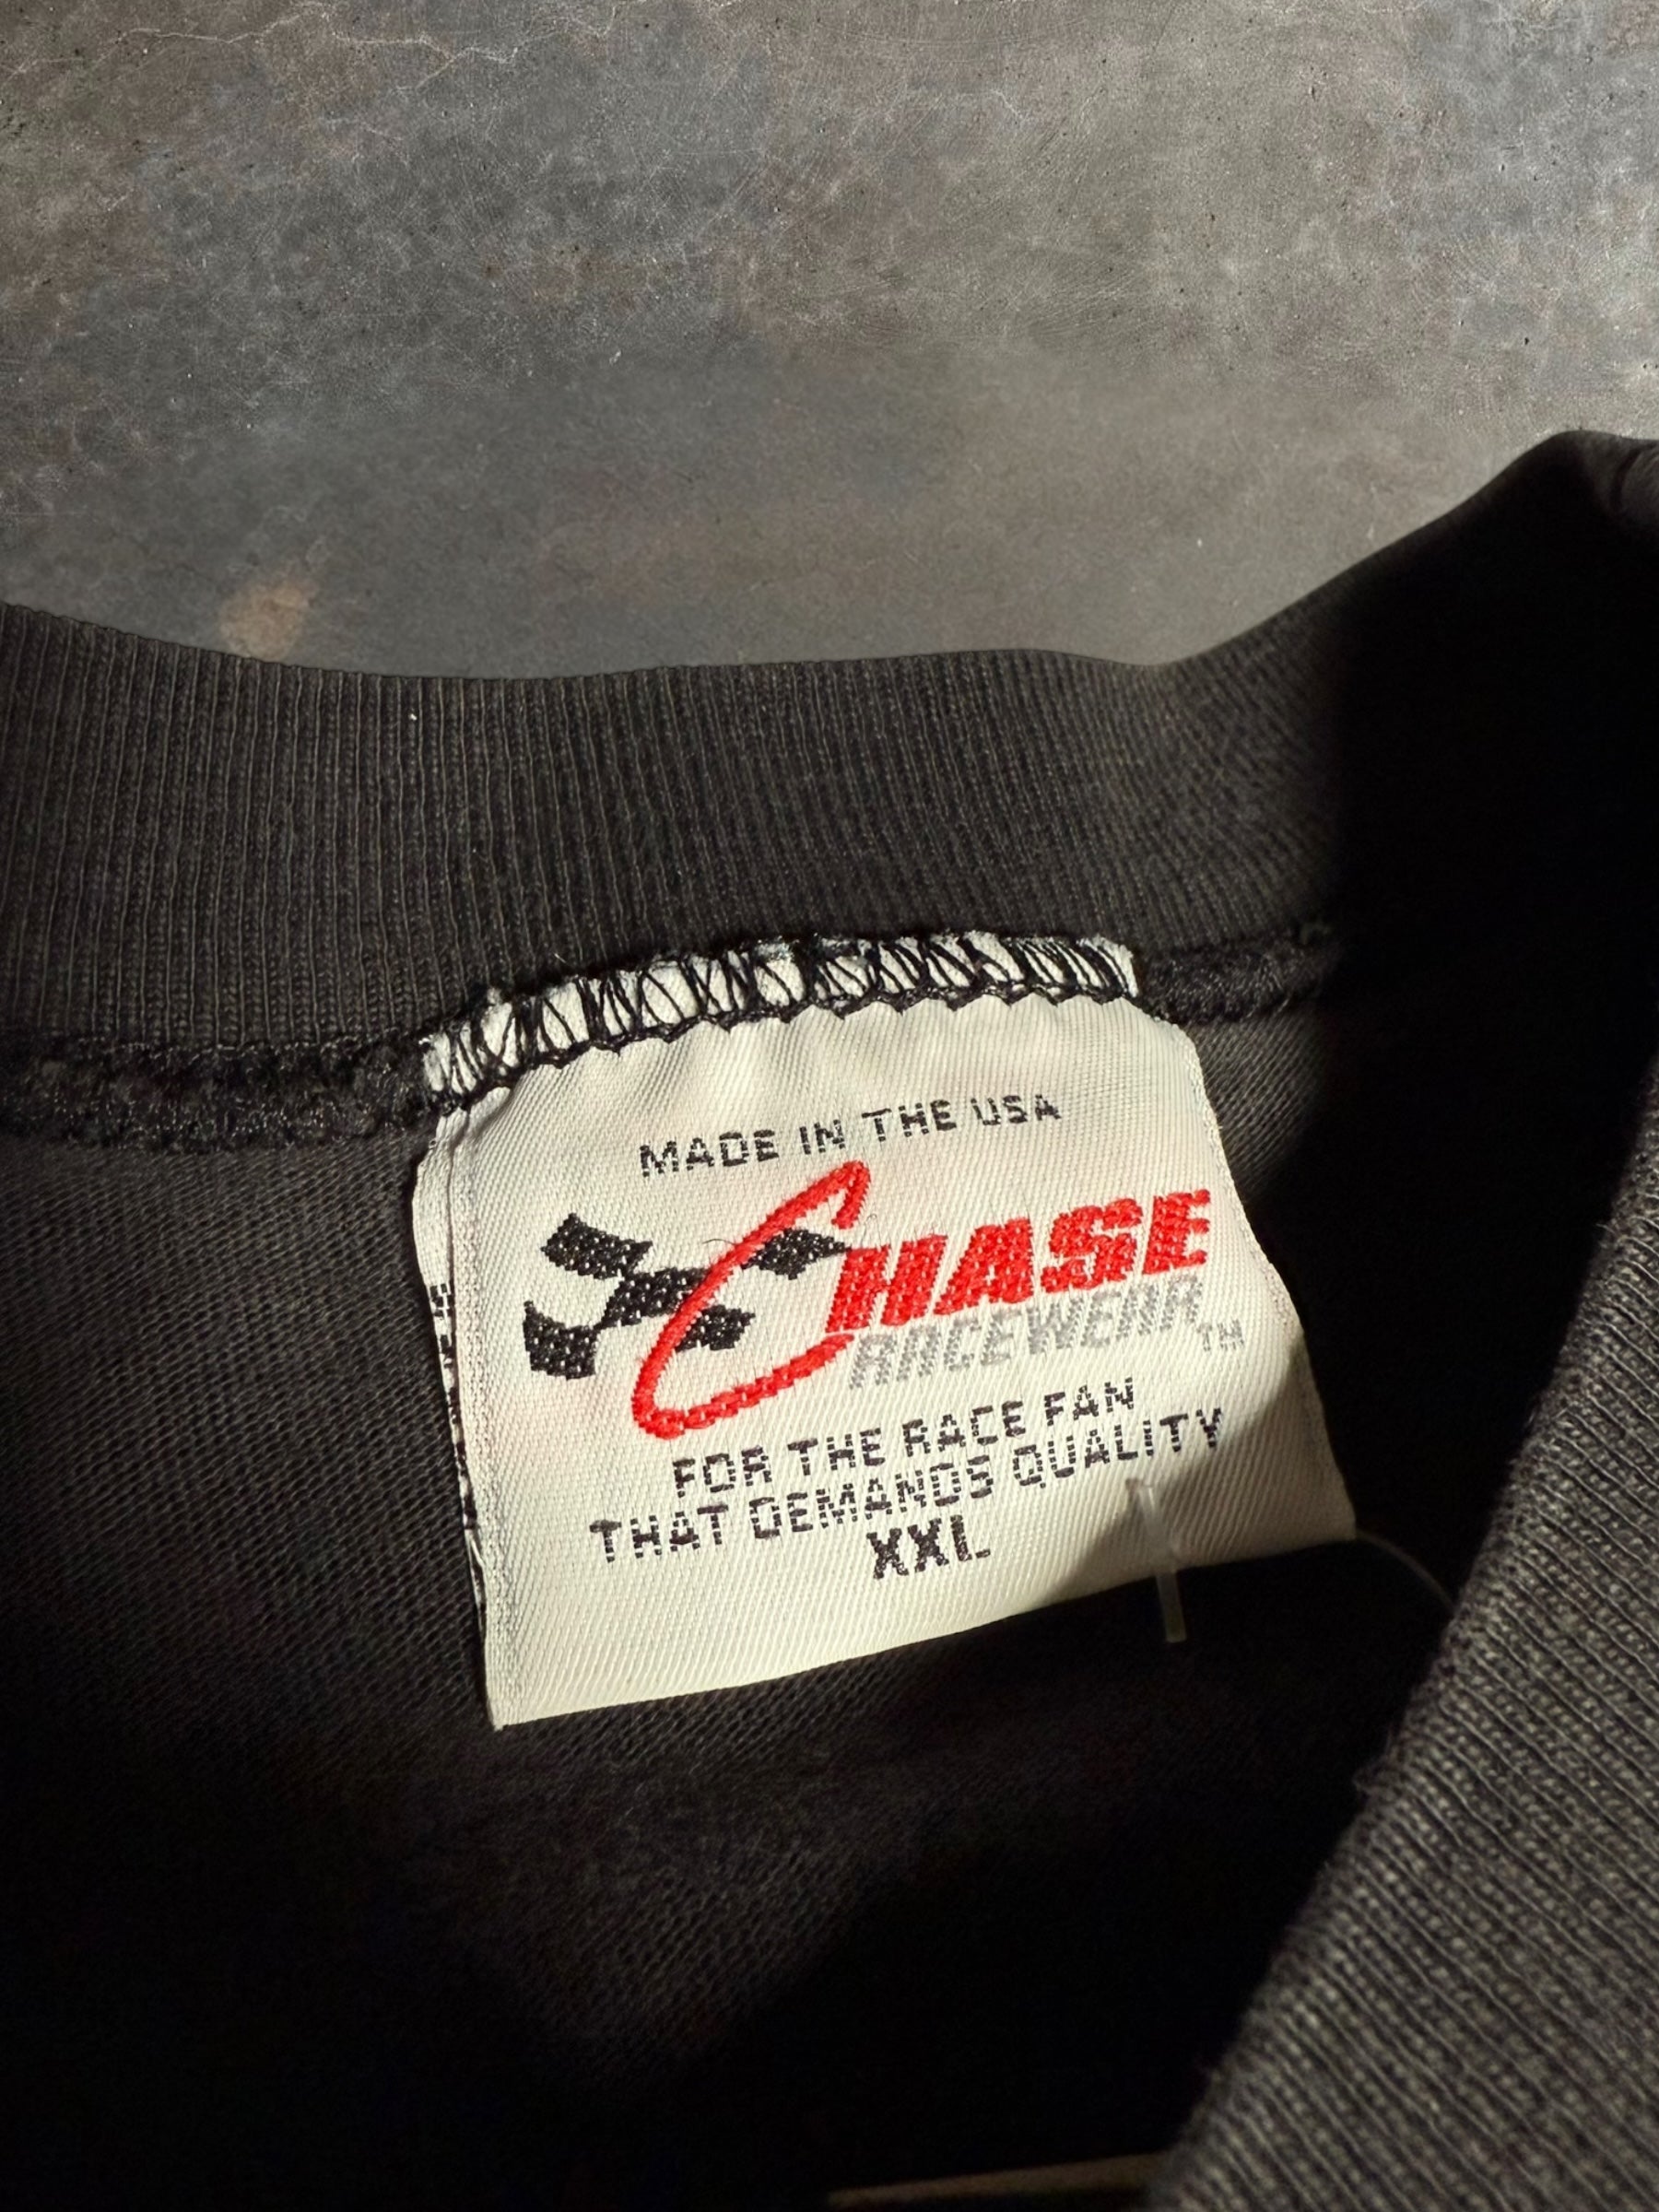 MADE IN THE USA
CHASE
RACEWEAR TM
FOR THE RACE FAN
THAT DEMANDS QUALITY
XXL